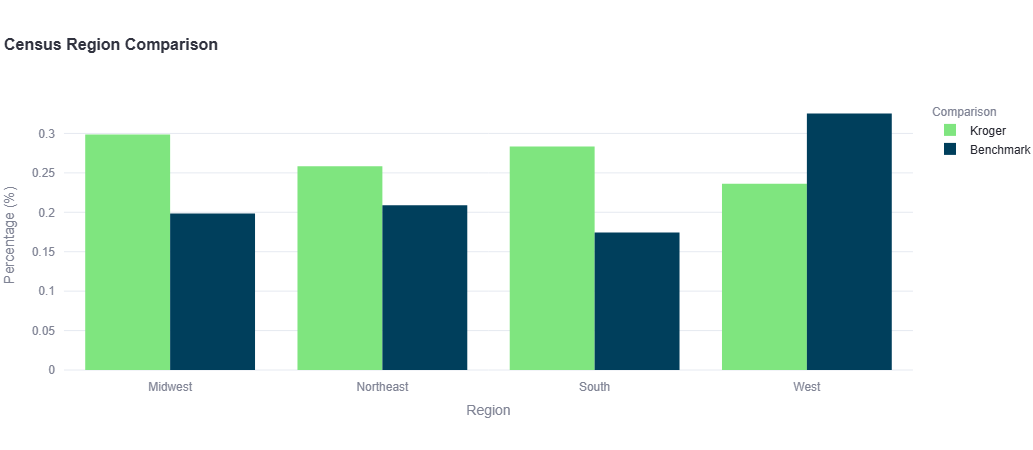 Census Region Comparison
Comparison
Kroger
Benchmark
Percentage (%)
0.3
0.25
0.2
0.15
0.1
0.05
0
Midwest Northeast South West
Region